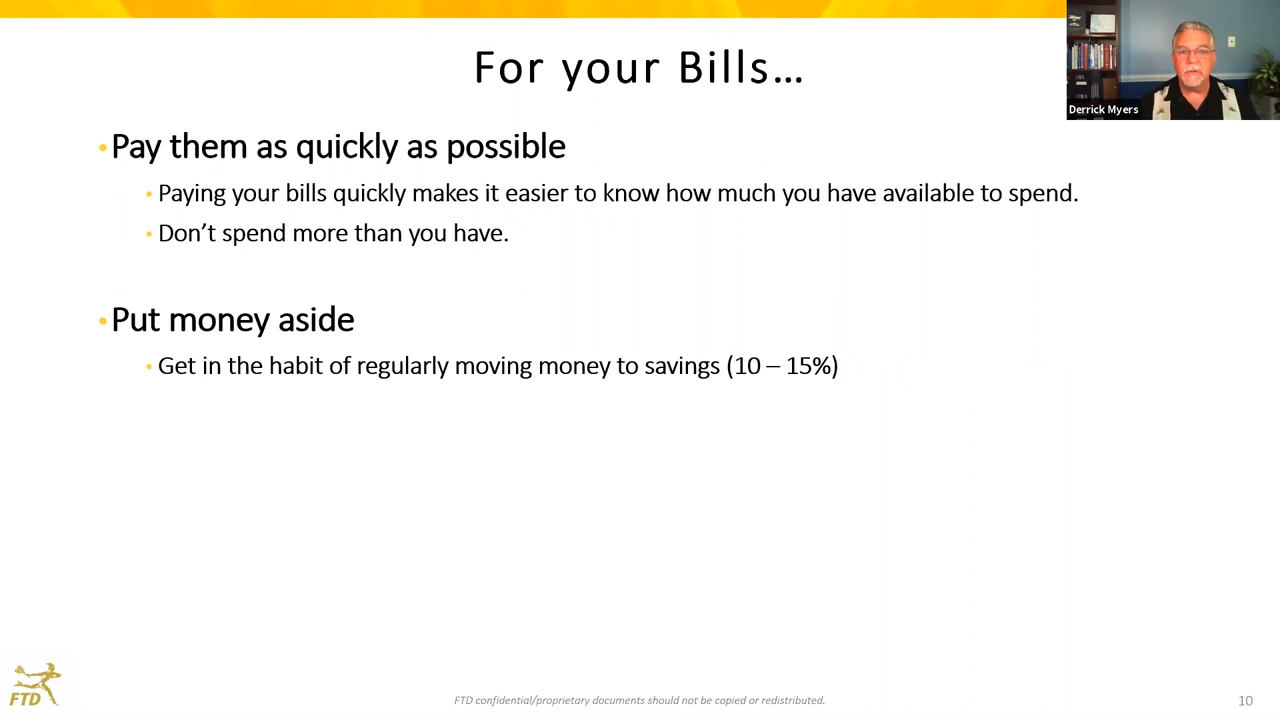 For your Bills…
Derrick Myers
•Pay them as quickly as possible
• Paying your bills quickly makes it easier to know how much you have available to spend.
• Don’t spend more than you have.
•Put money aside
• Get in the habit of regularly moving money to savings (10 – 15%)
FTD
FTD confidential/proprietary documents should not be copied or redistributed.
10